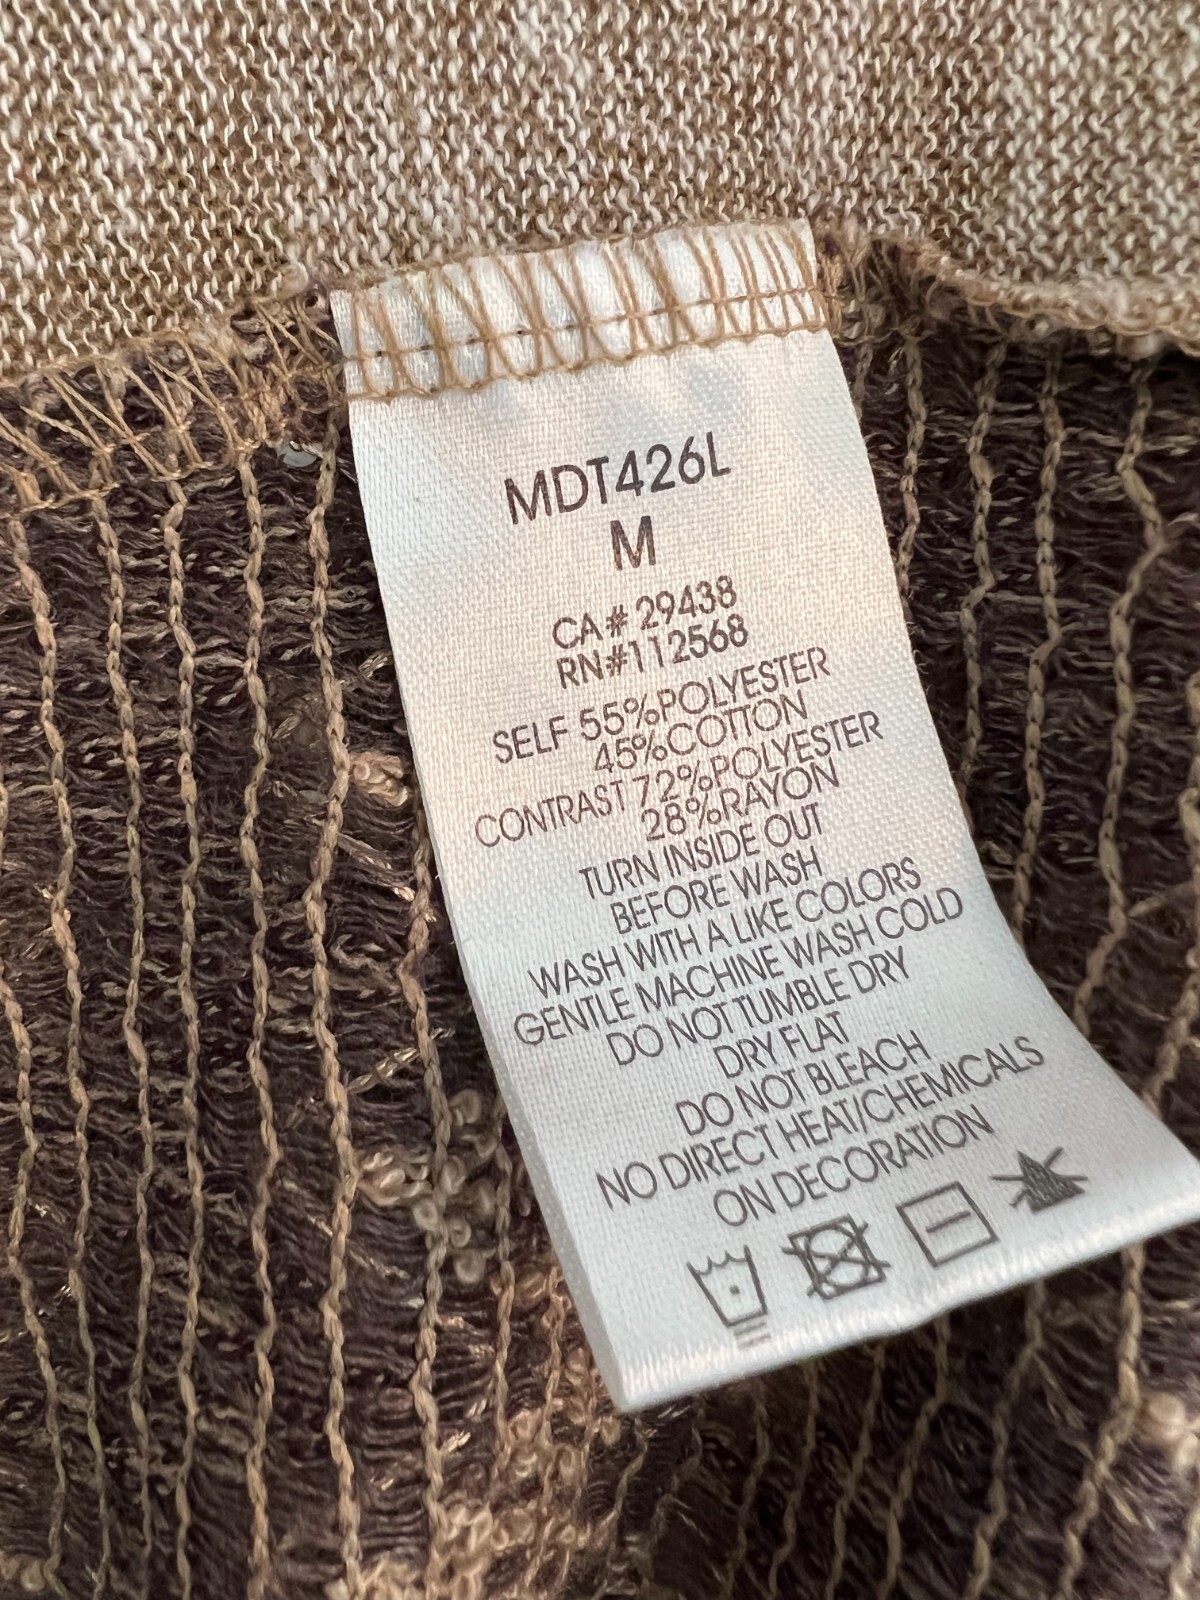 MDT426L
M
CA# 29438
RN#112568
SELF 55%POLYESTER
45%COTTON
CONTRAST 72%POLYESTER
28%RAYON
TURN INSIDE OUT
BEFORE WASH
WASH WITH A LIKE COLORS
GENTLE MACHINE WASH COLD
DO NOT TUMBLE DRY
DRY FLAT
DO NOT BLEACH
NO DIRECT HEAT/CHEMICALS
ON DECORATION